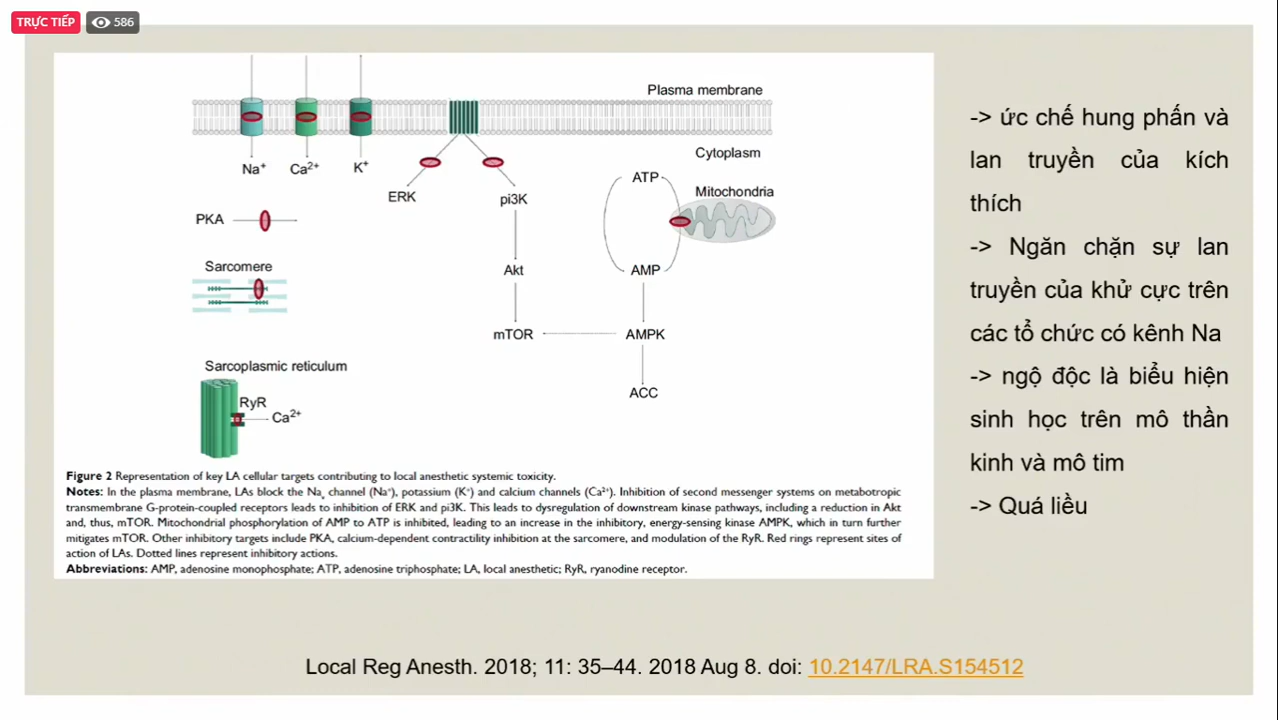 TRỰC TIẾP
586
Plasma membrane
Na⁺
Ca²⁺
K⁺
Cytoplasm
ERK
pi3K
ATP
Mitochondria
PKA
Sarcomere
Akt
AMP
mTOR
AMPK
Sarcoplasmic reticulum
ACC
RyR
Ca²⁺
Figure 2 Representation of key LA cellular targets contributing to local anesthetic systemic toxicity.
Notes: In the plasma membrane, LAs block the Naᵥ channel (Na⁺), potassium (K⁺) and calcium channels (Ca²⁺). Inhibition of second messenger systems on metabotropic
transmembrane G-protein-coupled receptors leads to inhibition of ERK and pi3K. This leads to dysregulation of downstream kinase pathways, including a reduction in Akt
and, thus, mTOR. Mitochondrial phosphorylation of AMP to ATP is inhibited, leading to an increase in the inhibitory, energy-sensing kinase AMPK, which in turn further
mitigates mTOR. Other inhibitory targets include PKA, calcium-dependent contractility inhibition at the sarcomere, and modulation of the RyR. Red rings represent sites of
action of LAs. Dotted lines represent inhibitory actions.
Abbreviations: AMP, adenosine monophosphate; ATP, adenosine triphosphate; LA, local anesthetic; RyR, ryanodine receptor.
-> ức chế hung phấn và
lan truyền của kích
thích
-> Ngăn chặn sự lan
truyền của khử cực trên
các tổ chức có kênh Na
-> ngộ độc là biểu hiện
sinh học trên mô thần
kinh và mô tim
-> Quá liều
Local Reg Anesth. 2018; 11: 35–44. 2018 Aug 8. doi: 10.2147/LRA.S154512